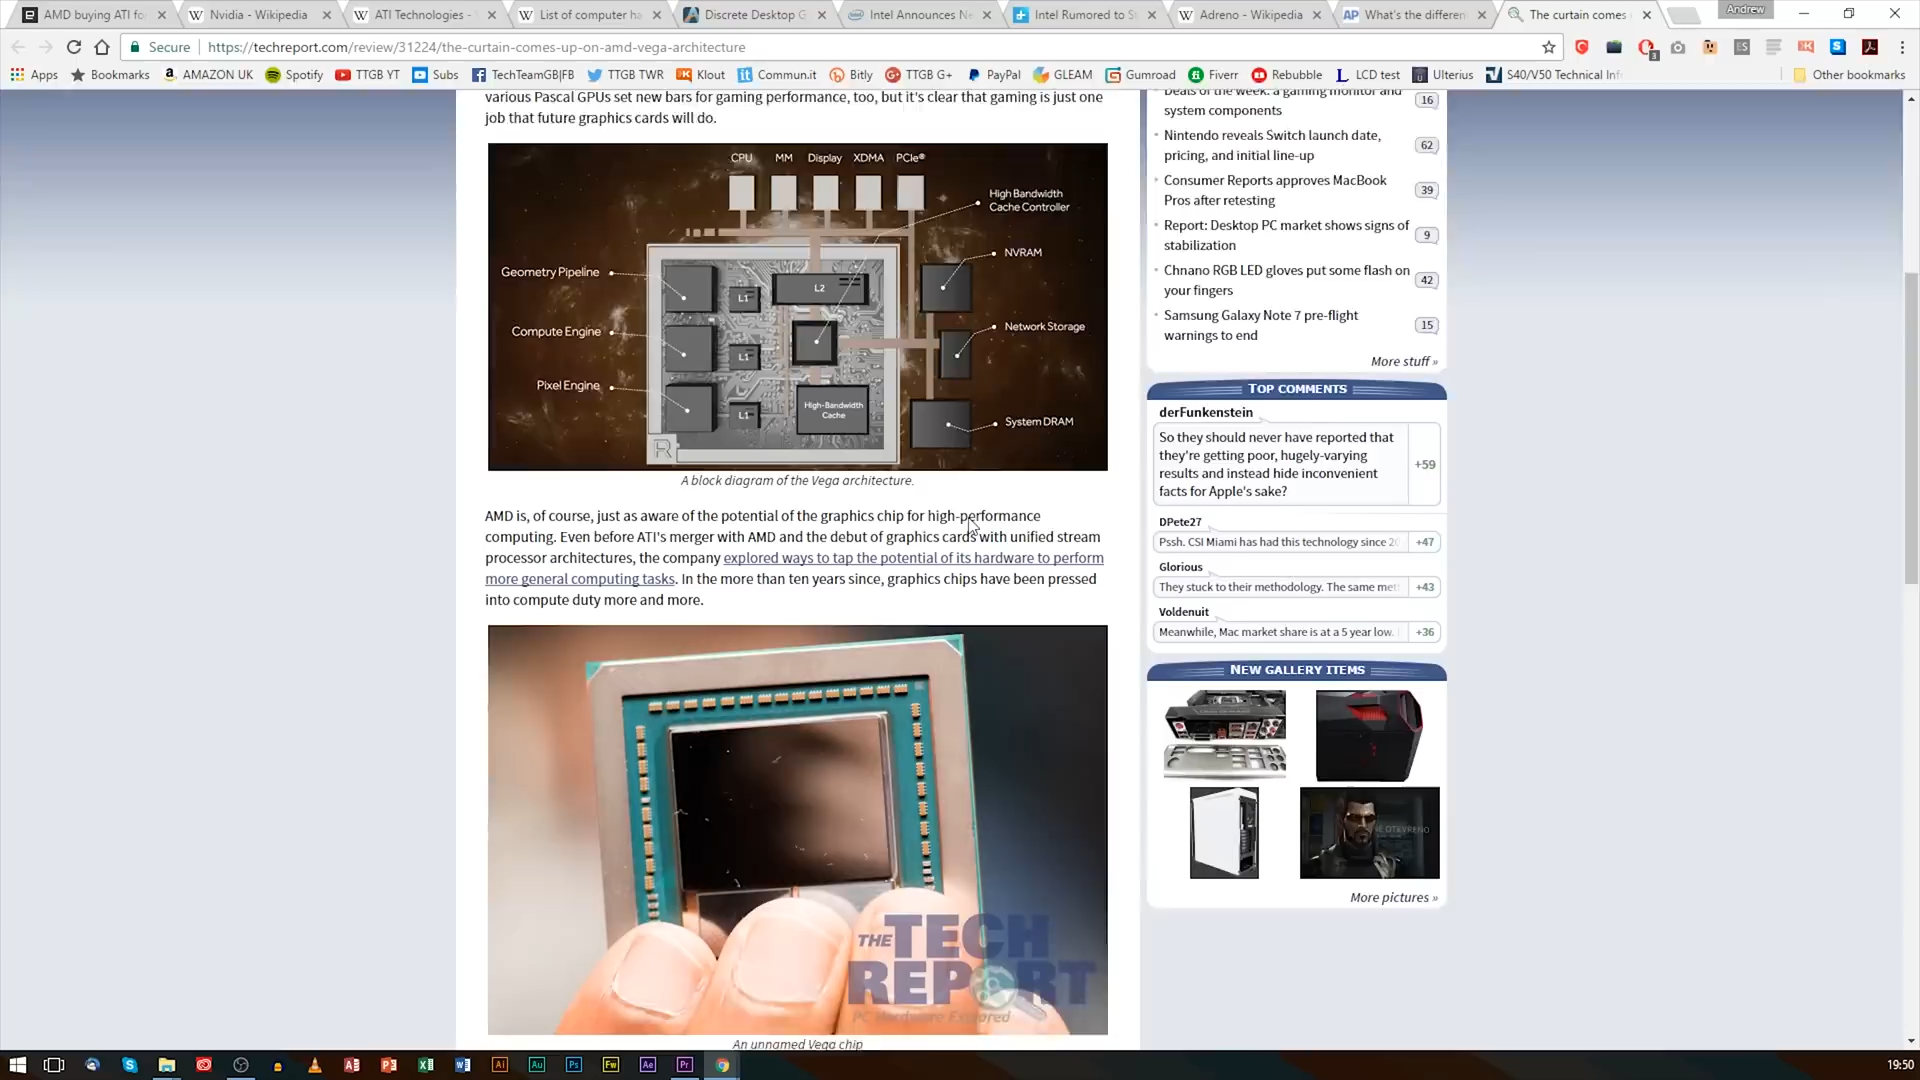 AMD buying ATI fo
Nvidia - Wikipedia
ATI Technologies -
List of computer ha
Discrete Desktop G
Intel Announces Ne
Intel Rumored to S
Adreno - Wikipedia
What's the differen
The curtain comes
Andrew
Secure
https://techreport.com/review/31224/the-curtain-comes-up-on-amd-vega-architecture
Apps
Bookmarks
AMAZON UK
Spotify
TTGB YT
Subs
TechTeamGB|FB
TTGB TWR
Klout
Commun.it
Bitly
TTGB G+
PayPal
GLEAM
Gumroad
Fiverr
Rebubble
LCD test
Ulterius
S40/V50 Technical Inf
Other bookmarks
various Pascal GPUs set new bars for gaming performance, too, but it's clear that gaming is just one
job that future graphics cards will do.
CPU MM Display XDMA PCIe®
High Bandwidth
Cache Controller
NVRAM
Geometry Pipeline
L1
L2
Network Storage
Compute Engine
L1
Pixel Engine
L1
High-Bandwidth
Cache
System DRAM
R
A block diagram of the Vega architecture.
AMD is, of course, just as aware of the potential of the graphics chip for high-performance
computing. Even before ATI's merger with AMD and the debut of graphics cards with unified stream
processor architectures, the company explored ways to tap the potential of its hardware to perform
more general computing tasks. In the more than ten years since, graphics chips have been pressed
into compute duty more and more.
THE TECH
REPORT
PC Hardware Explored
An unnamed Vega chip
Deals of the week: a gaming monitor and
system components
16
Nintendo reveals Switch launch date,
pricing, and initial line-up
62
Consumer Reports approves MacBook
Pros after retesting
39
Report: Desktop PC market shows signs of
stabilization
9
Chnano RGB LED gloves put some flash on
your fingers
42
Samsung Galaxy Note 7 pre-flight
warnings to end
15
More stuff »
TOP COMMENTS
derFunkenstein
So they should never have reported that
they're getting poor, hugely-varying
results and instead hide inconvenient
facts for Apple's sake?
+59
DPete27
Pssh. CSI Miami has had this technology since 20
+47
Glorious
They stuck to their methodology. The same met
+43
Voldenuit
Meanwhile, Mac market share is at a 5 year low.
+36
NEW GALLERY ITEMS
More pictures »
19:50